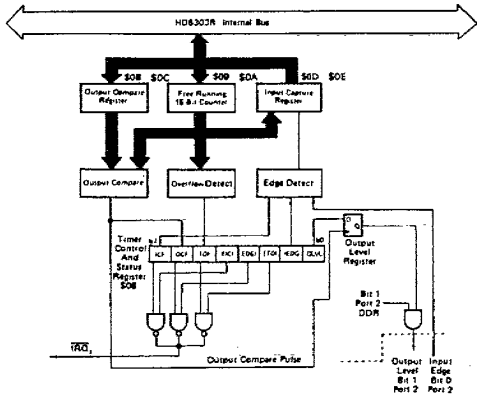 HD6303R Internal Bus
$0B $0C
$09 $0A
$0D $0E
Output Compare
Register
Free Running
16 Bit Counter
Input Capture
Register
Output Compare
Overflow Detect
Edge Detect
Timer
Control
And
Status
Register
$08
b7
b0
ICF OCF TOF EICI EOCI ETOI IEDG OLVL
D
Q
Output
Level
Register
Bit 1
Port 2
DDR
IRQ2
Output Compare Pulse
Output
Level
Bit 1
Port 2
Input
Edge
Bit 0
Port 2